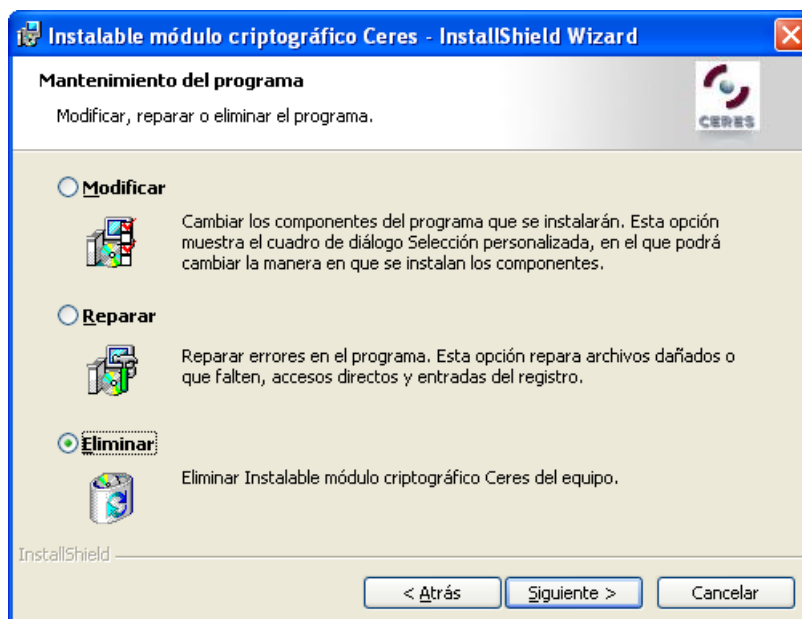 Instalable módulo criptográfico Ceres - InstallShield Wizard
Mantenimiento del programa
Modificar, reparar o eliminar el programa.
CERES
Modificar
Cambiar los componentes del programa que se instalarán. Esta opción
muestra el cuadro de diálogo Selección personalizada, en el que podrá
cambiar la manera en que se instalan los componentes.
Reparar
Reparar errores en el programa. Esta opción repara archivos dañados o
que falten, accesos directos y entradas del registro.
Eliminar
Eliminar Instalable módulo criptográfico Ceres del equipo.
InstallShield
< Atrás
Siguiente >
Cancelar